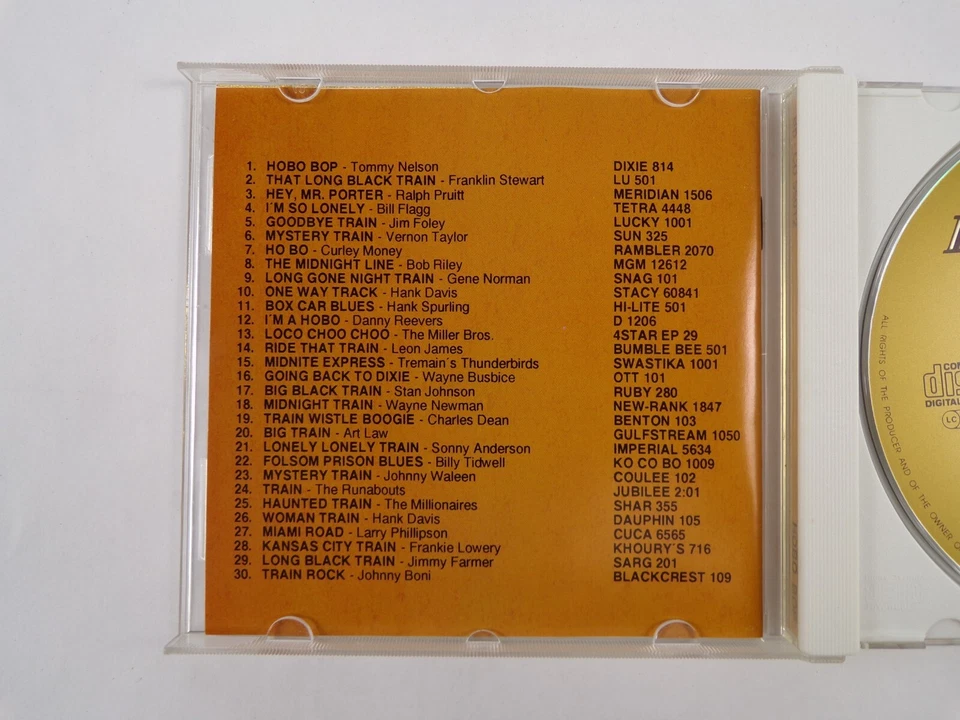 1. HOBO BOP - Tommy Nelson DIXIE 814
2. THAT LONG BLACK TRAIN - Franklin Stewart LU 501
3. HEY, MR. PORTER - Ralph Pruitt MERIDIAN 1506
4. I´M SO LONELY - Bill Flagg TETRA 4448
5. GOODBYE TRAIN - Jim Foley LUCKY 1001
6. MYSTERY TRAIN - Vernon Taylor SUN 325
7. HO BO - Curley Money RAMBLER 2070
8. THE MIDNIGHT LINE - Bob Riley MGM 12612
9. LONG GONE NIGHT TRAIN - Gene Norman SNAG 101
10. ONE WAY TRACK - Hank Davis STACY 60841
11. BOX CAR BLUES - Hank Spurling HI-LITE 501
12. I´M A HOBO - Danny Reevers D 1206
13. LOCO CHOO CHOO - The Miller Bros. 4STAR EP 29
14. RIDE THAT TRAIN - Leon James BUMBLE BEE 501
15. MIDNITE EXPRESS - Tremain´s Thunderbirds SWASTIKA 1001
16. GOING BACK TO DIXIE - Wayne Busbice OTT 101
17. BIG BLACK TRAIN - Stan Johnson RUBY 280
18. MIDNIGHT TRAIN - Wayne Newman NEW-RANK 1847
19. TRAIN WISTLE BOOGIE - Charles Dean BENTON 103
20. BIG TRAIN - Art Law GULFSTREAM 1050
21. LONELY LONELY TRAIN - Sonny Anderson IMPERIAL 5634
22. FOLSOM PRISON BLUES - Billy Tidwell KO CO BO 1009
23. MYSTERY TRAIN - Johnny Waleen COULEE 102
24. TRAIN - The Runabouts JUBILEE 2:01
25. HAUNTED TRAIN - The Millionaires SHAR 355
26. WOMAN TRAIN - Hank Davis DAUPHIN 105
27. MIAMI ROAD - Larry Phillipson CUCA 6565
28. KANSAS CITY TRAIN - Frankie Lowery KHOURY´S 716
29. LONG BLACK TRAIN - Jimmy Farmer SARG 201
30. TRAIN ROCK - Johnny Boni BLACKCREST 109
ALL RIGHTS OF THE PRODUCER AND OF THE OWNER
DIGITAL
LC